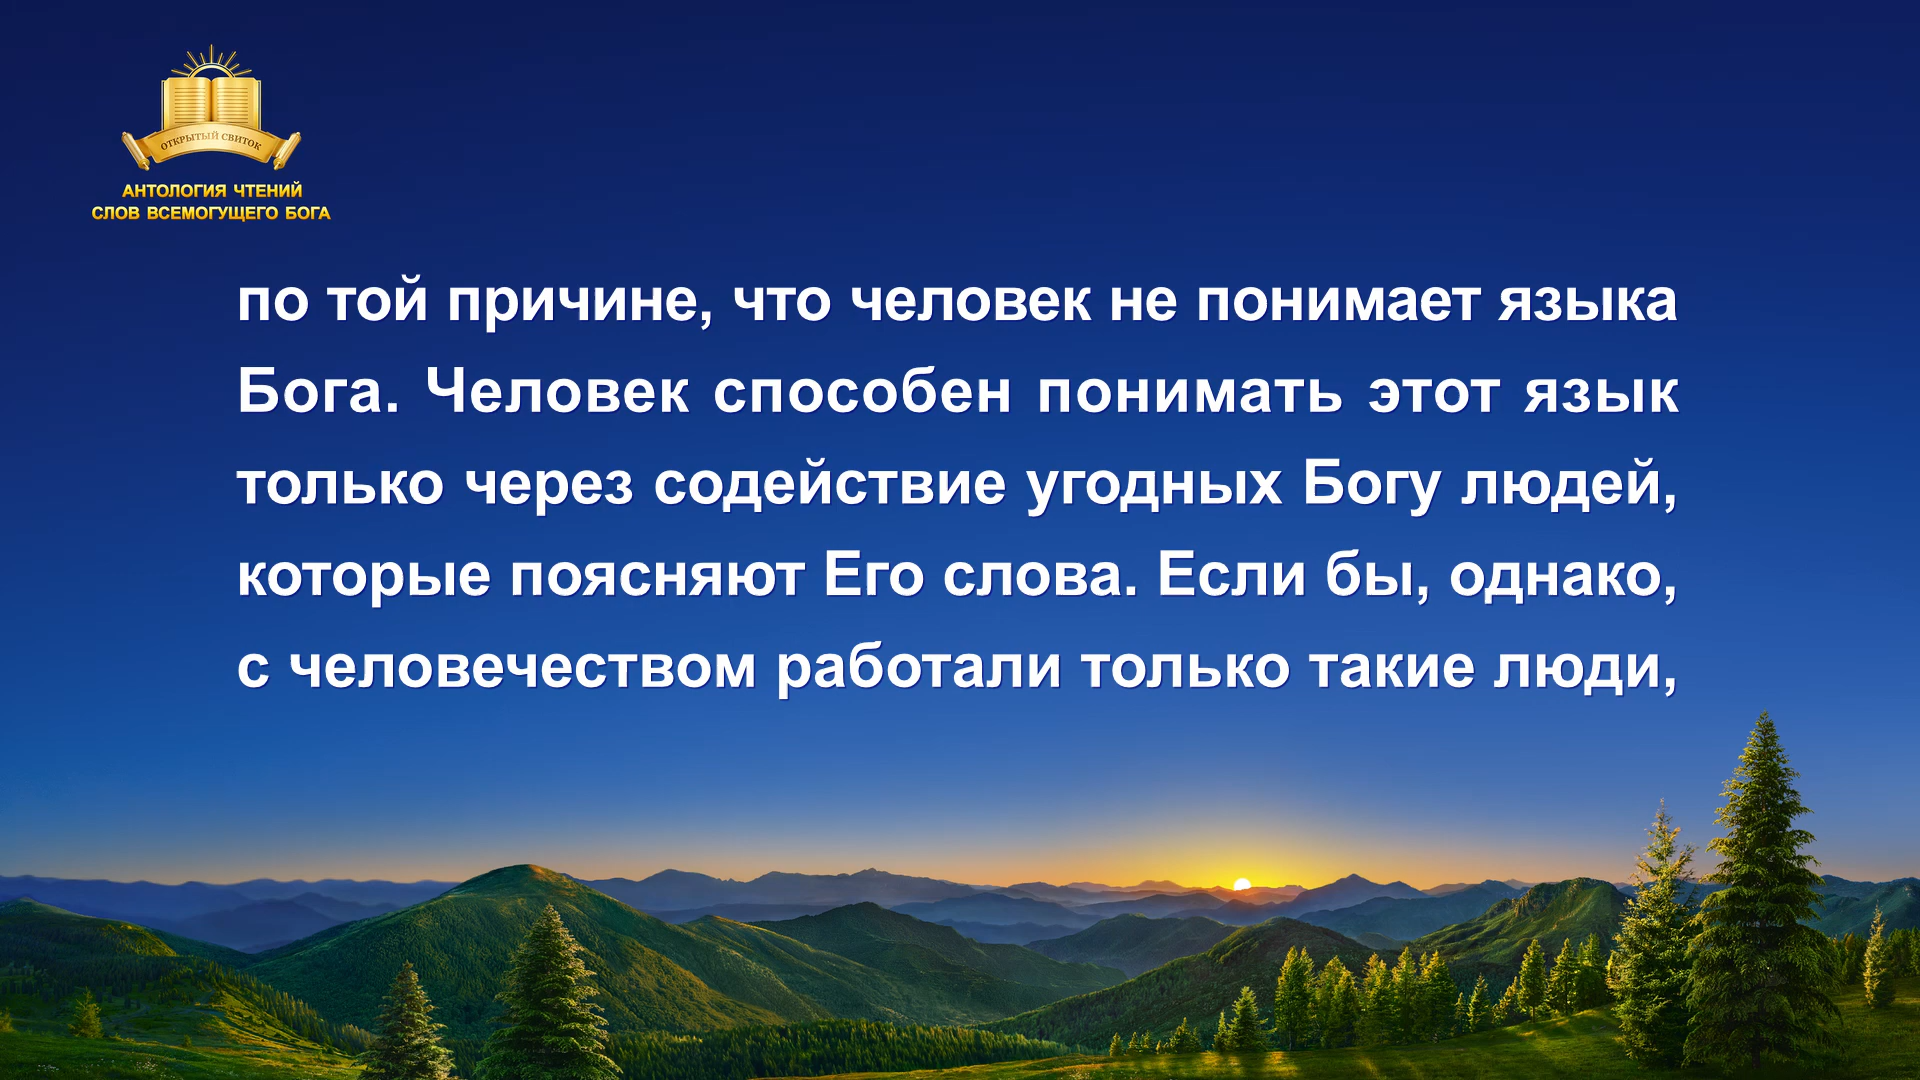 ОТКРЫТЫЙ СВИТОК
АНТОЛОГИЯ ЧТЕНИЙ
СЛОВ ВСЕМОГУЩЕГО БОГА
по той причине, что человек не понимает языка
Бога. Человек способен понимать этот язык
только через содействие угодных Богу людей,
которые поясняют Его слова. Если бы, однако,
с человечеством работали только такие люди,